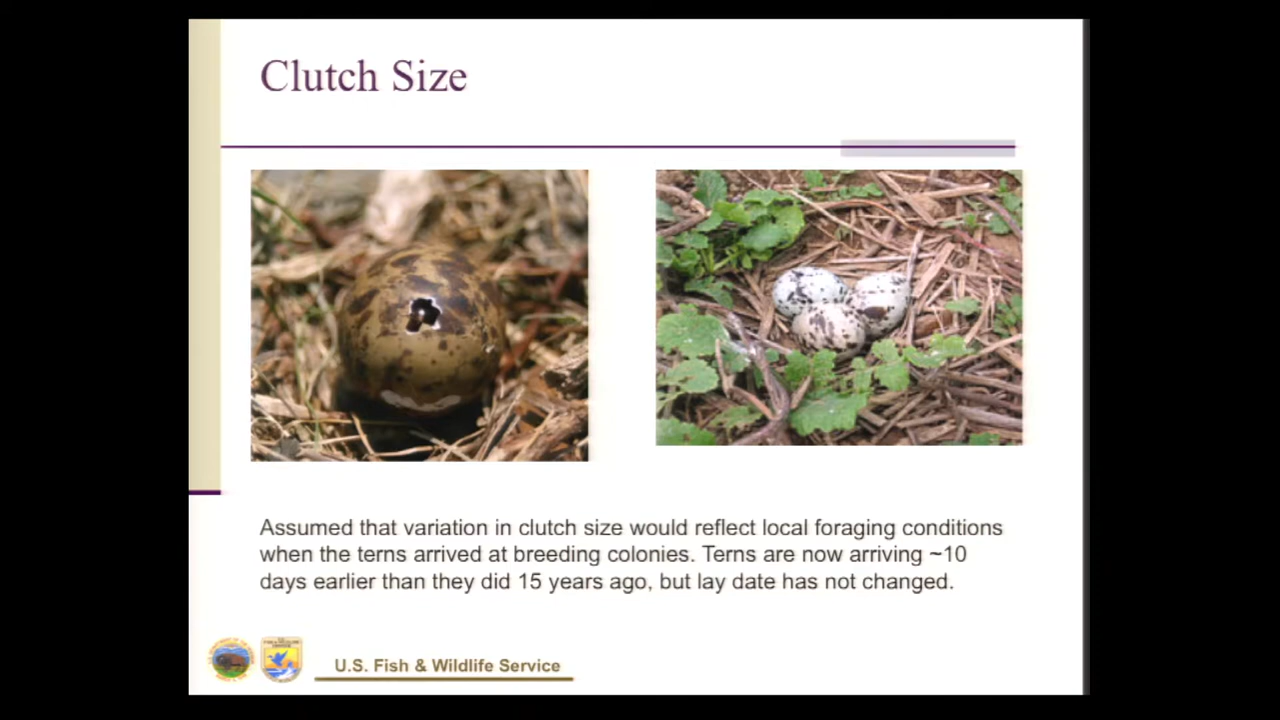 Clutch Size
Assumed that variation in clutch size would reflect local foraging conditions
when the terns arrived at breeding colonies. Terns are now arriving ~10
days earlier than they did 15 years ago, but lay date has not changed.
U.S. Fish & Wildlife Service